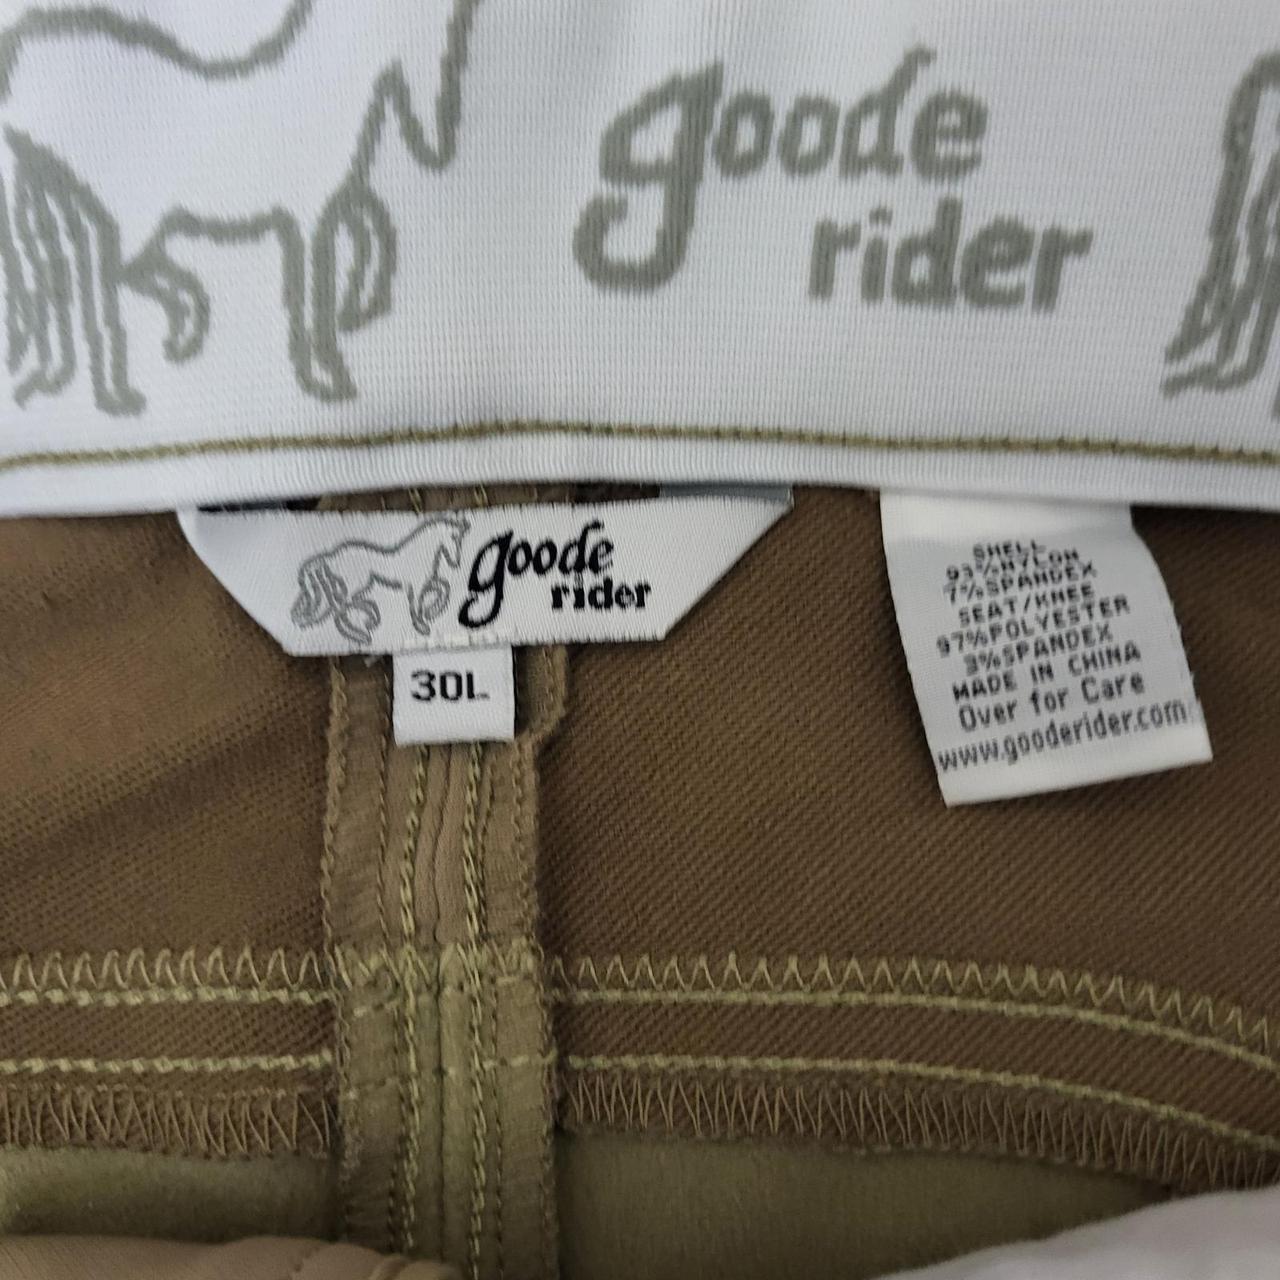 goode
rider
goode
rider
30L
SHELL
93%NYLON
7%SPANDEX
SEAT/KNEE
97%POLYESTER
3%SPANDEX
MADE IN CHINA
Over for Care
www.gooderider.com